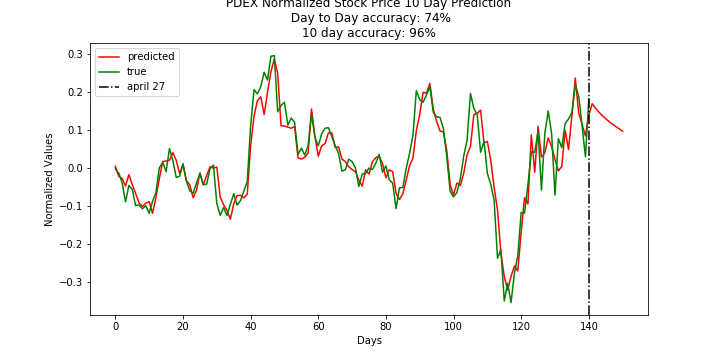 PDEX Normalized Stock Price 10 Day Prediction
Day to Day accuracy: 74%
10 day accuracy: 96%
predicted
true
april 27
Normalized Values
0.3
0.2
0.1
0.0
−0.1
−0.2
−0.3
0 20 40 60 80 100 120 140
Days